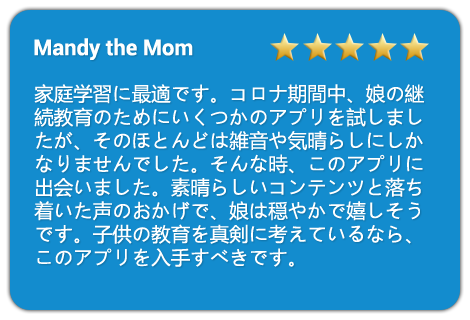 Mandy the Mom
家庭学習に最適です。コロナ期間中、娘の継
続教育のためにいくつかのアプリを試しまし
たが、そのほとんどは雑音や気晴らしにしか
なりませんでした。そんな時、このアプリに
出会いました。素晴らしいコンテンツと落ち
着いた声のおかげで、娘は穏やかで嬉しそう
です。子供の教育を真剣に考えているなら、
このアプリを入手すべきです。